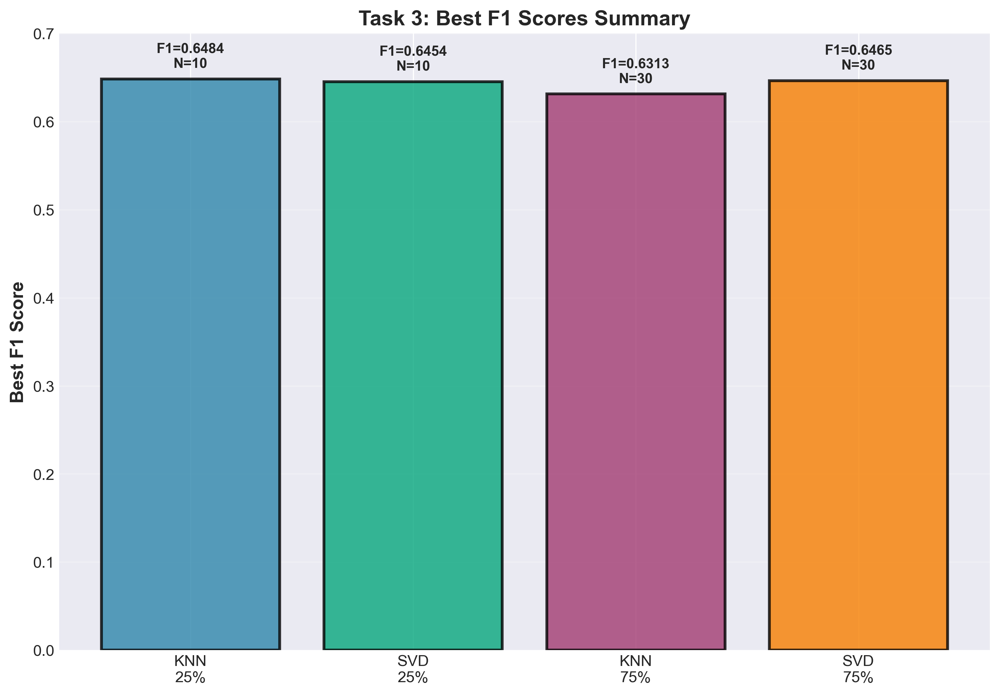 Task 3: Best F1 Scores Summary
Best F1 Score
0.7
0.6
0.5
0.4
0.3
0.2
0.1
0.0
F1=0.6484
N=10
F1=0.6454
N=10
F1=0.6313
N=30
F1=0.6465
N=30
KNN
25%
SVD
25%
KNN
75%
SVD
75%